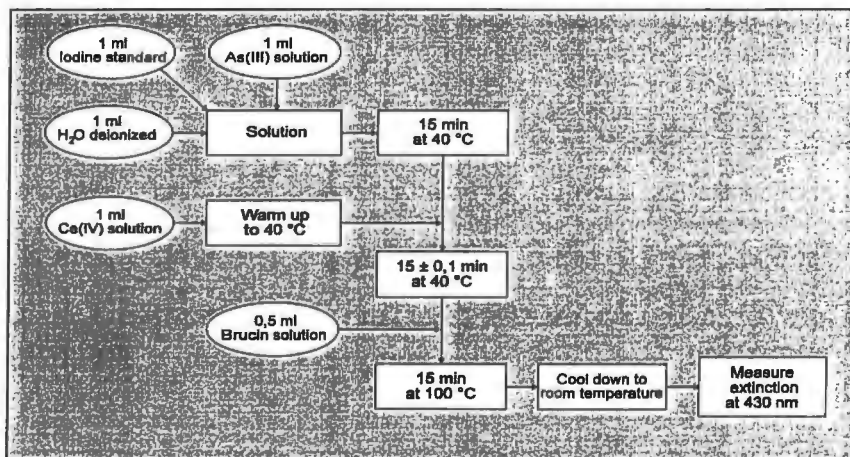 1 ml
Iodine standard
1 ml
As(III) solution
1 ml
H₂O deionized
Solution
15 min
at 40 °C
1 ml
Ce(IV) solution
Warm up
to 40 °C
15 ± 0,1 min
at 40 °C
0,5 ml
Brucin solution
15 min
at 100 °C
Cool down to
room temperature
Measure
extinction
at 430 nm